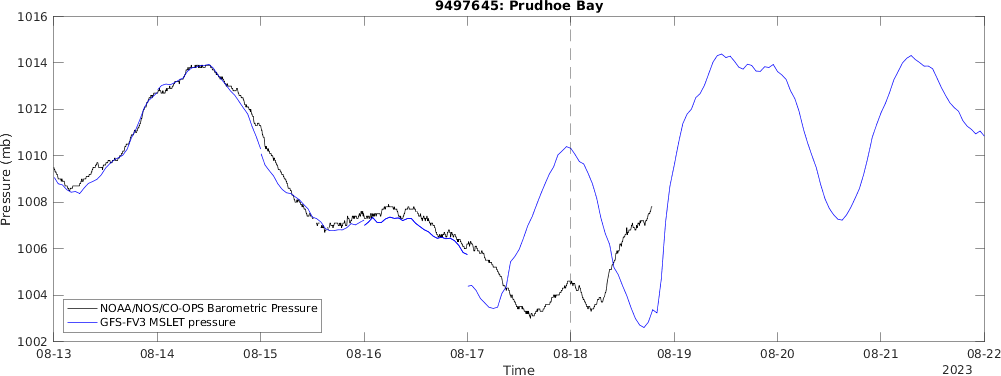 9497645: Prudhoe Bay
1016
1014
1012
1010
1008
1006
1004
1002
Pressure (mb)
NOAA/NOS/CO-OPS Barometric Pressure
GFS-FV3 MSLET pressure
08-13 08-14 08-15 08-16 08-17 08-18 08-19 08-20 08-21 08-22
Time
2023